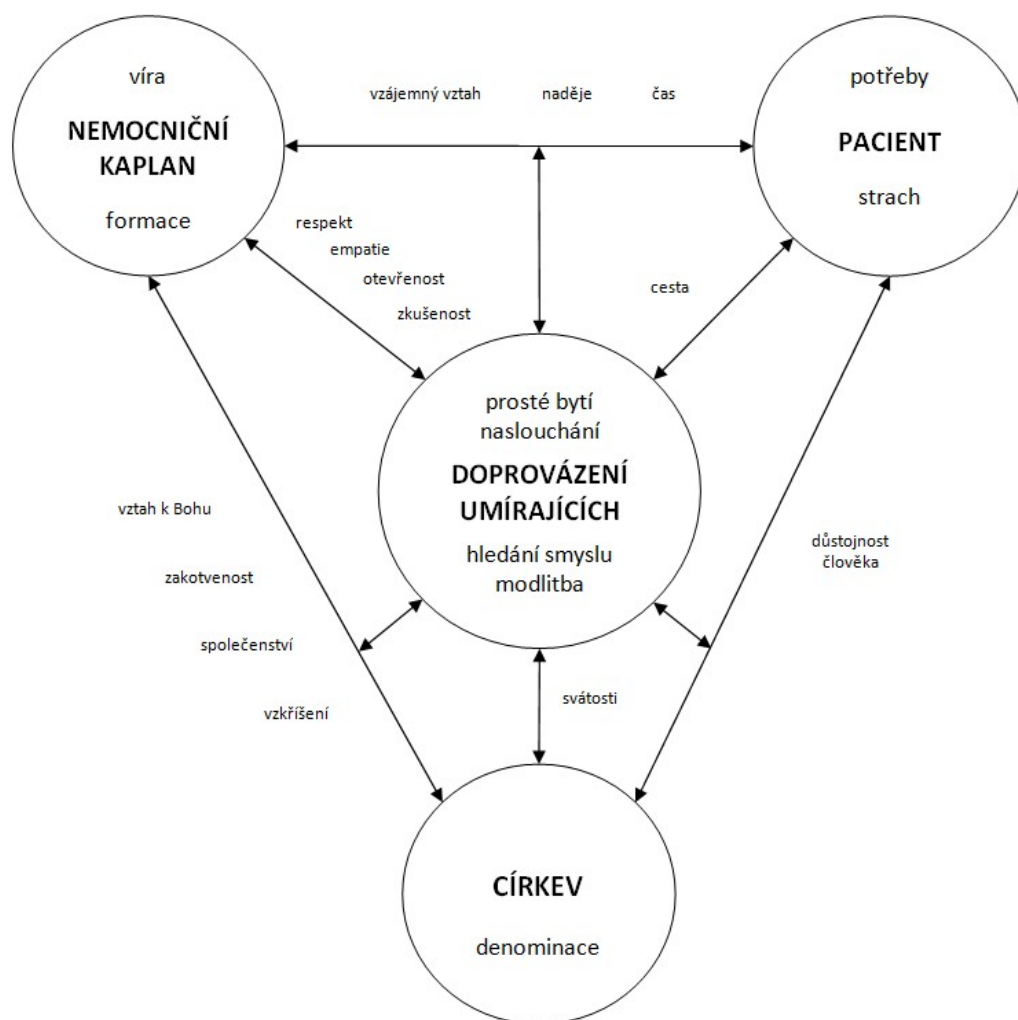 víra
NEMOCNIČNÍ
KAPLAN
formace
vzájemný vztah naděje čas
potřeby
PACIENT
strach
respekt
empatie
otevřenost
zkušenost
cesta
prosté bytí
naslouchání
DOPROVÁZENÍ
UMÍRAJÍCÍCH
hledání smyslu
modlitba
vztah k Bohu
zakotvenost
společenství
vzkříšení
důstojnost
člověka
svátosti
CÍRKEV
denominace